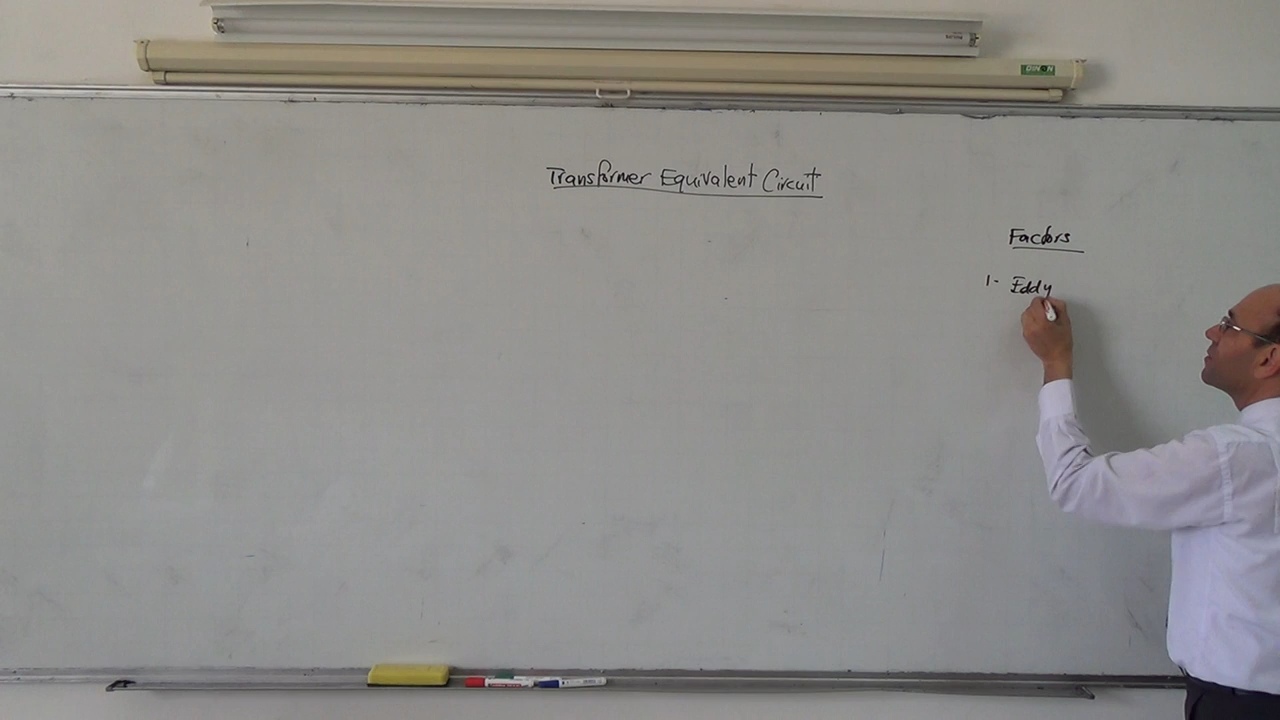 Transformer Equivalent Circuit
Factors
1- Eddy